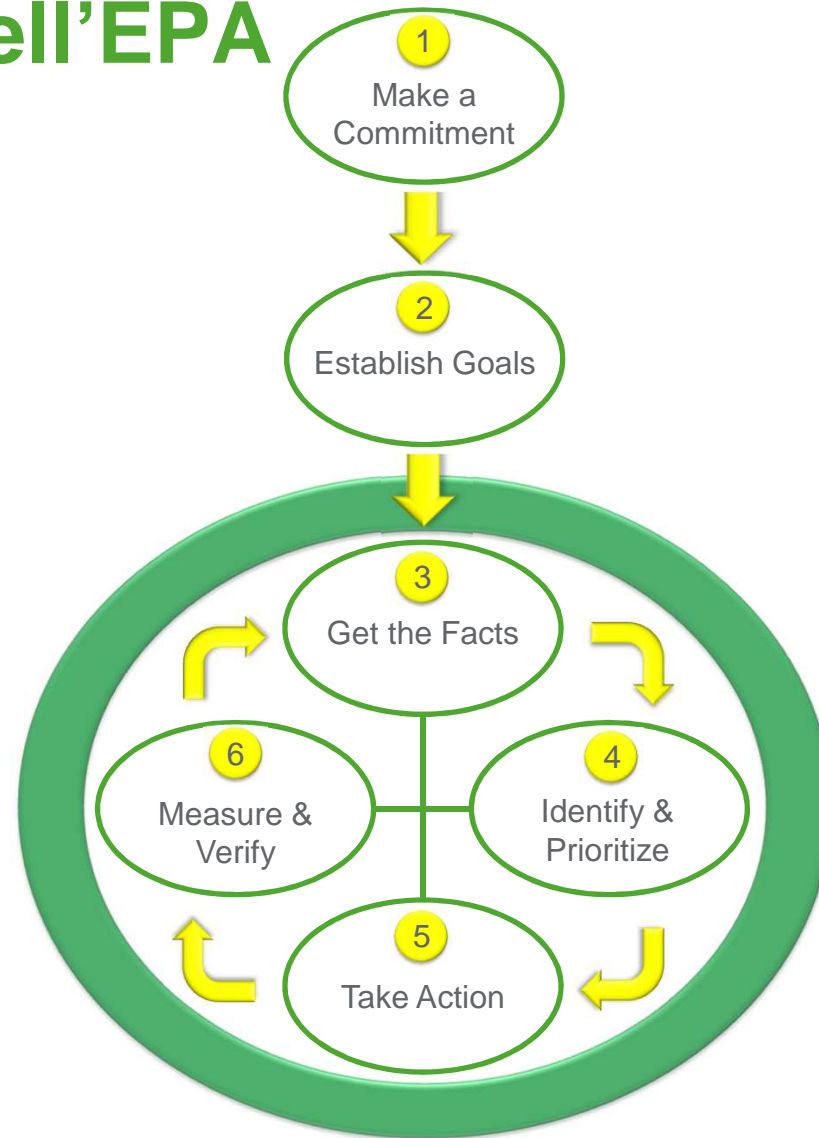 ell’EPA
1
Make a
Commitment
2
Establish Goals
3
Get the Facts
4
Identify &
Prioritize
5
Take Action
6
Measure &
Verify